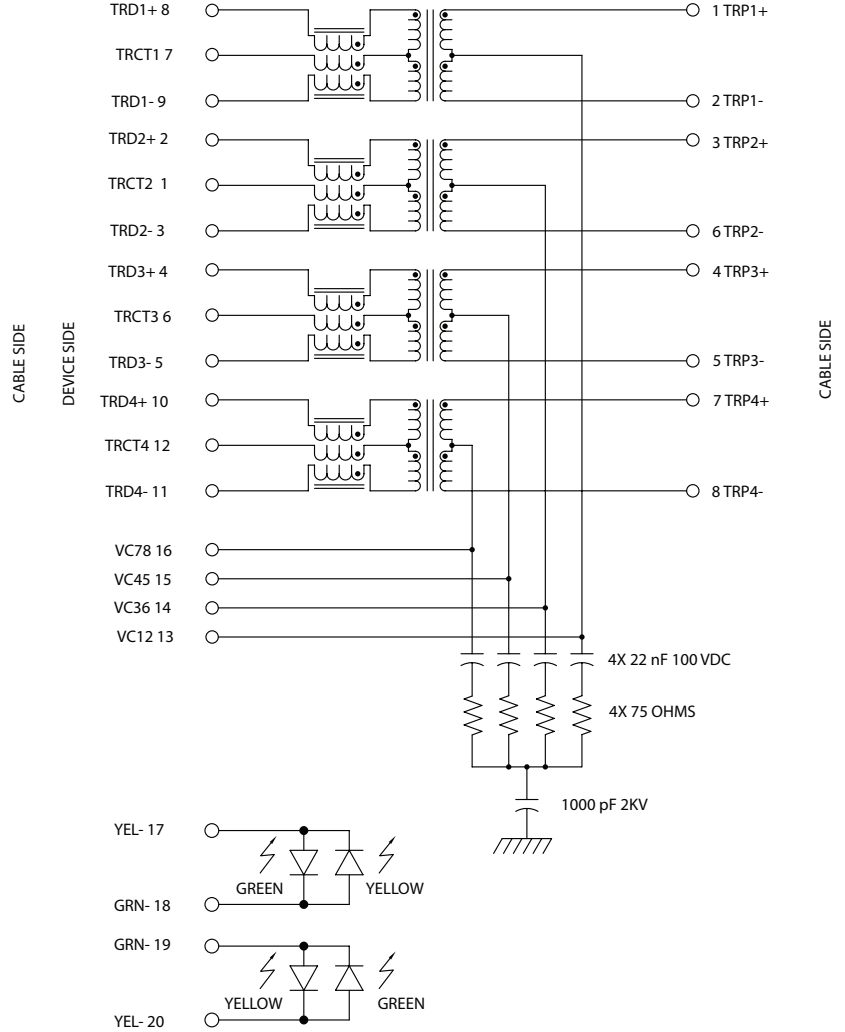 TRD1+ 8
1 TRP1+
TRCT1 7
TRD1- 9
2 TRP1-
TRD2+ 2
3 TRP2+
TRCT2 1
TRD2- 3
6 TRP2-
TRD3+ 4
4 TRP3+
TRCT3 6
TRD3- 5
5 TRP3-
CABLE SIDE
DEVICE SIDE
CABLE SIDE
TRD4+ 10
7 TRP4+
TRCT4 12
TRD4- 11
8 TRP4-
VC78 16
VC45 15
VC36 14
VC12 13
4X 22 nF 100 VDC
4X 75 OHMS
1000 pF 2KV
YEL- 17
GREEN
YELLOW
GRN- 18
GRN- 19
YELLOW
GREEN
YEL- 20